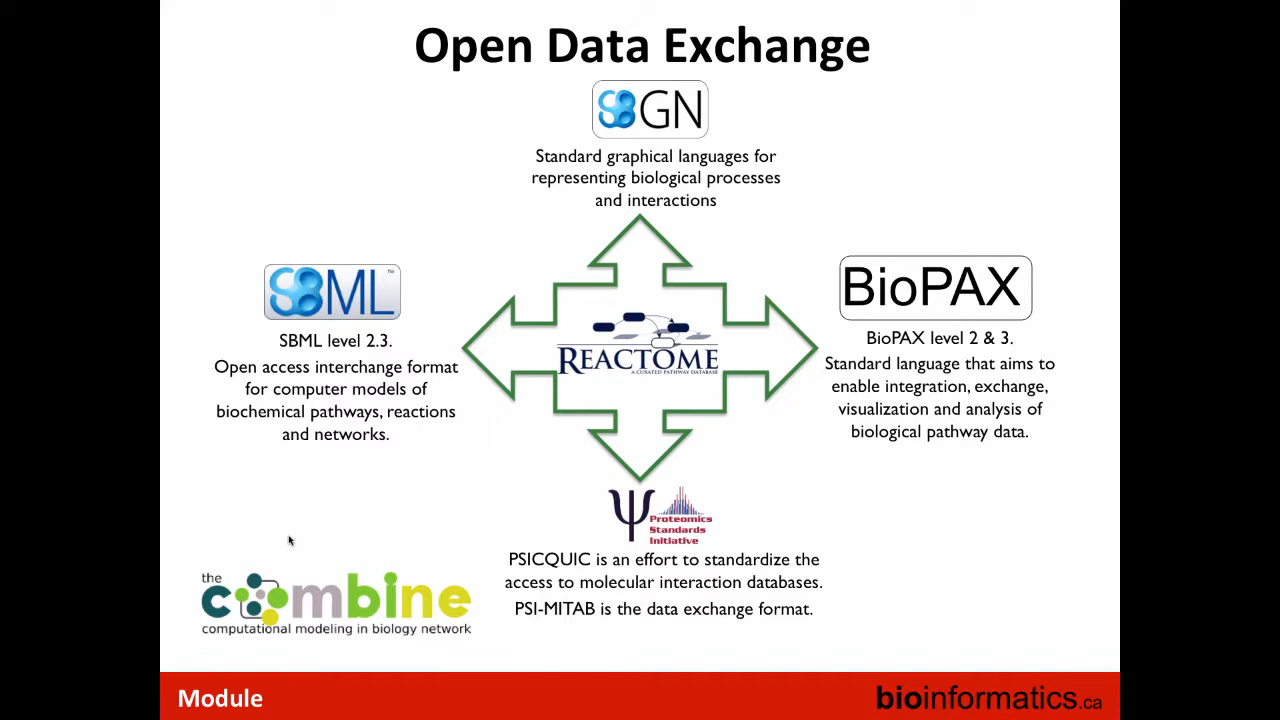 Open Data Exchange
SBGN
Standard graphical languages for
representing biological processes
and interactions
SBML™
SBML level 2.3.
Open access interchange format
for computer models of
biochemical pathways, reactions
and networks.
REACTOME
A CURATED PATHWAY DATABASE
BioPAX
BioPAX level 2 & 3.
Standard language that aims to
enable integration, exchange,
visualization and analysis of
biological pathway data.
Ψ Proteomics
Standards
Initiative
PSICQUIC is an effort to standardize the
access to molecular interaction databases.
PSI-MITAB is the data exchange format.
the
combine
computational modeling in biology network
Module
bioinformatics.ca